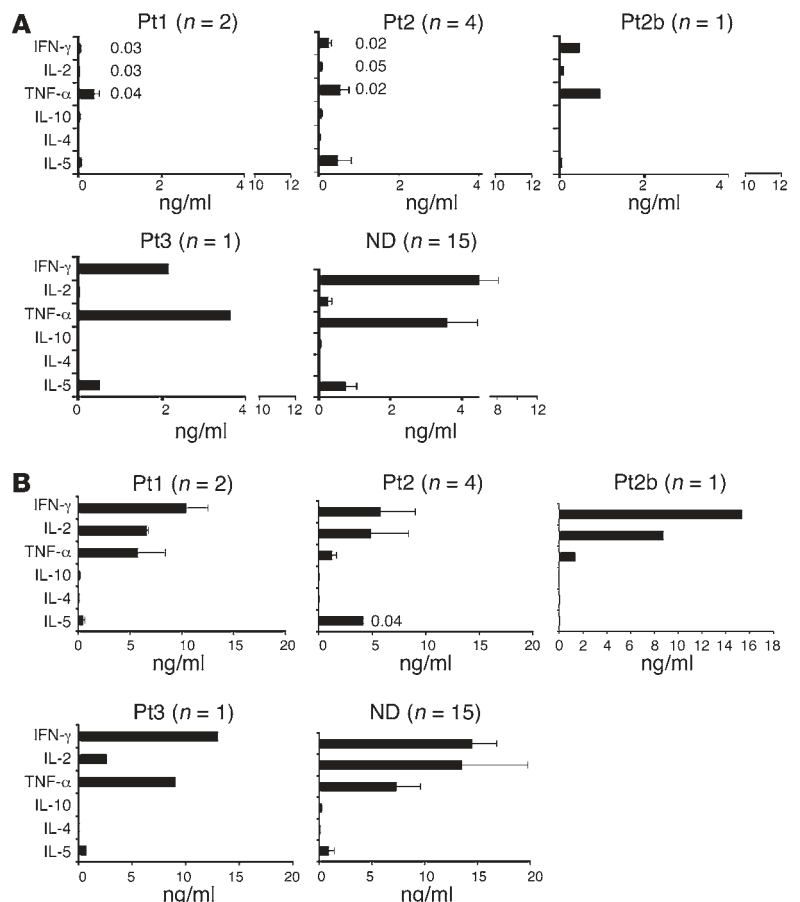 A
Pt1 (n = 2)
Pt2 (n = 4)
Pt2b (n = 1)
IFN-γ 0.03 0.02
IL-2 0.03 0.05
TNF-α 0.04 0.02
IL-10
IL-4
IL-5
0 2 4 10 12 0 2 4 10 12 0 2 4 10 12
ng/ml ng/ml ng/ml
Pt3 (n = 1)
ND (n = 15)
IFN-γ
IL-2
TNF-α
IL-10
IL-4
IL-5
0 2 4 10 12 0 2 4 8 12
ng/ml ng/ml
B
Pt1 (n = 2)
Pt2 (n = 4)
Pt2b (n = 1)
IFN-γ
IL-2
TNF-α
IL-10
IL-4
IL-5 0.04
0 5 10 15 20 0 5 10 15 20 0 2 4 6 8 10 12 14 16 18
ng/ml ng/ml ng/ml
Pt3 (n = 1)
ND (n = 15)
IFN-γ
IL-2
TNF-α
IL-10
IL-4
IL-5
0 5 10 15 20 0 5 10 15 20
ng/ml ng/ml